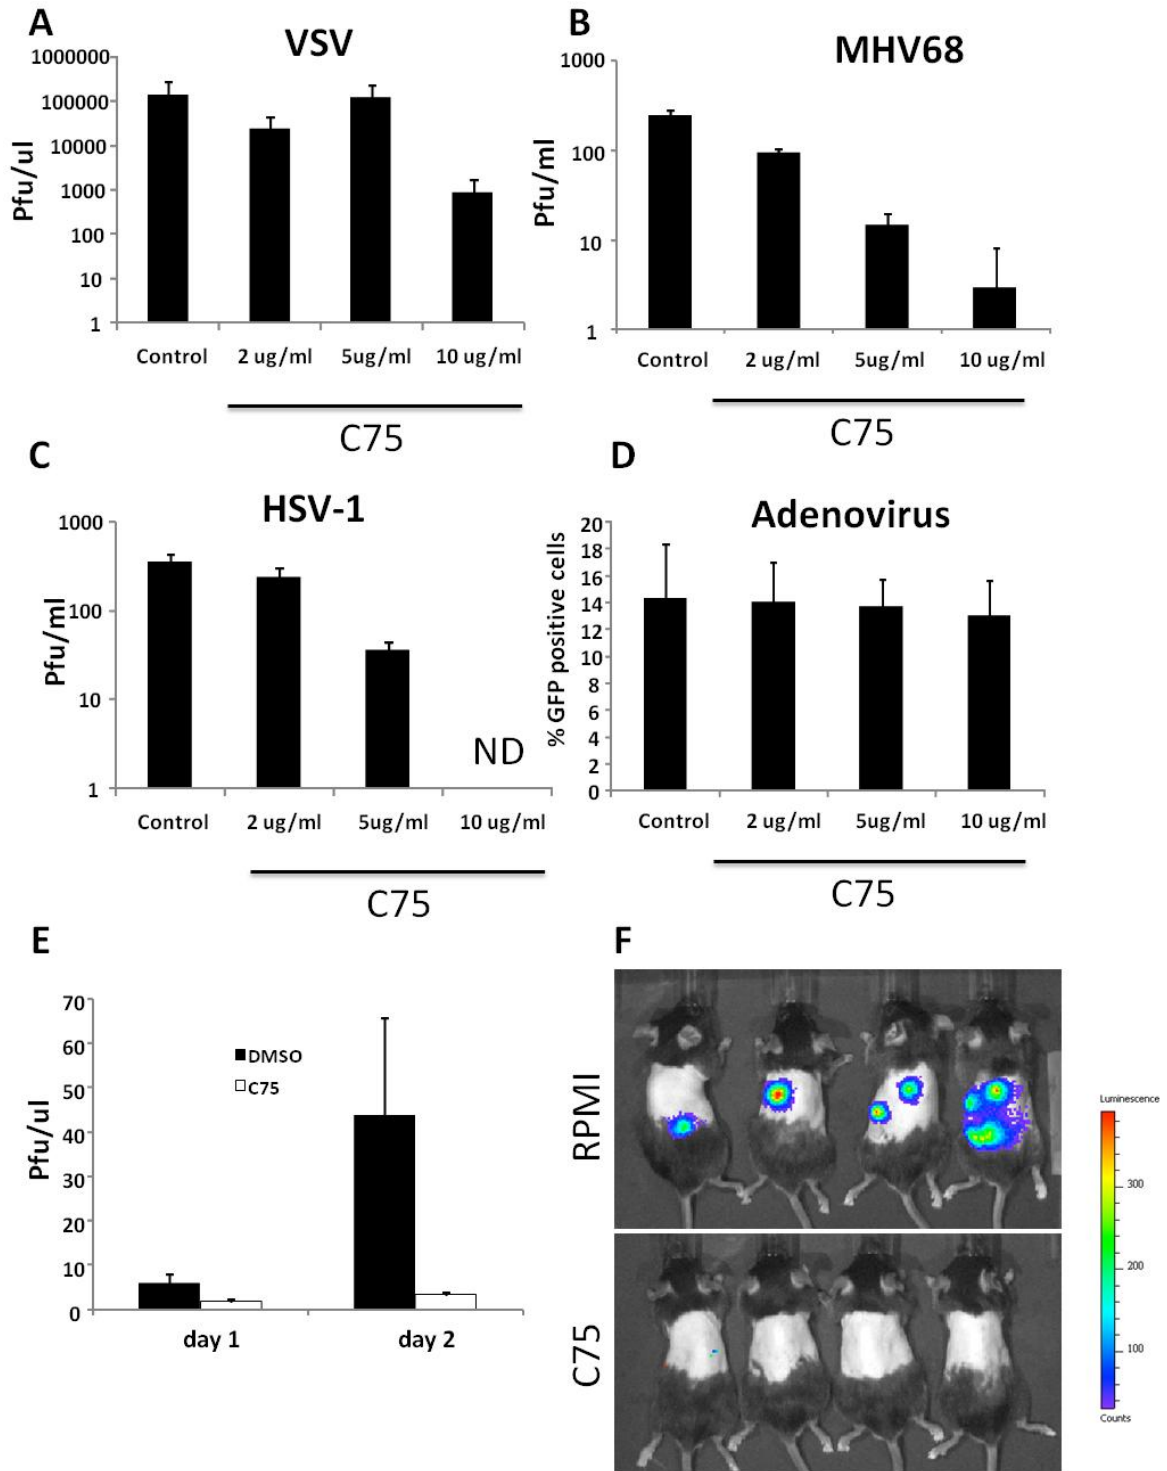 A
VSV
1000000
100000
10000
1000
100
10
1
Pfu/ul
Control 2 ug/ml 5ug/ml 10 ug/ml
C75
B
MHV68
1000
100
10
1
Pfu/ml
Control 2 ug/ml 5ug/ml 10 ug/ml
C75
C
HSV-1
1000
100
10
1
Pfu/ml
ND
Control 2 ug/ml 5ug/ml 10 ug/ml
C75
D
Adenovirus
20
18
16
14
12
10
8
6
4
2
0
% GFP positive cells
Control 2 ug/ml 5ug/ml 10 ug/ml
C75
E
70
60
50
40
30
20
10
0
Pfu/ul
DMSO
C75
day 1 day 2
F
RPMI
C75
Luminescence
300
200
100
Counts